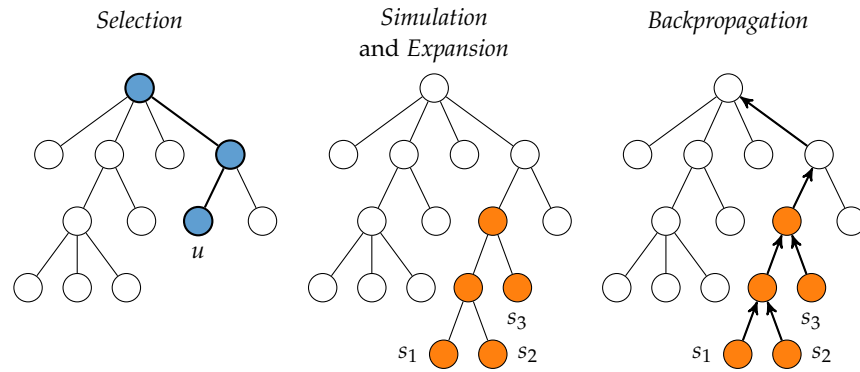 Selection
Simulation
and Expansion
Backpropagation
u
s₃
s₁
s₂
s₃
s₁
s₂